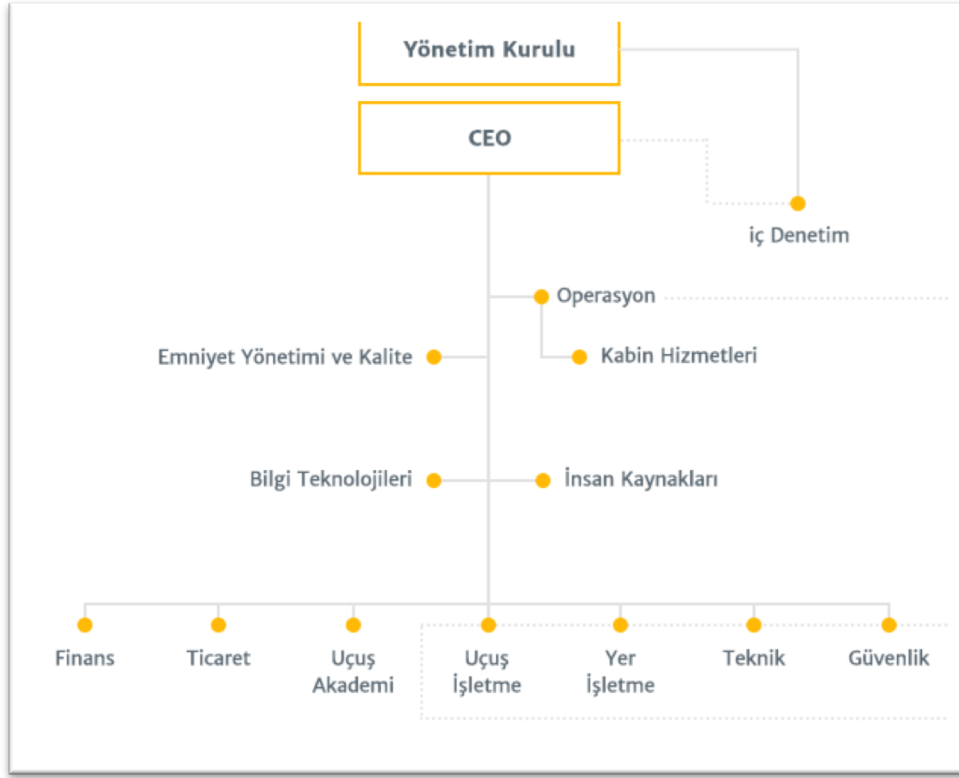 Yönetim Kurulu
CEO
iç Denetim
Operasyon
Emniyet Yönetimi ve Kalite
Kabin Hizmetleri
Bilgi Teknolojileri
İnsan Kaynakları
Finans
Ticaret
Uçuş
Akademi
Uçuş
İşletme
Yer
İşletme
Teknik
Güvenlik